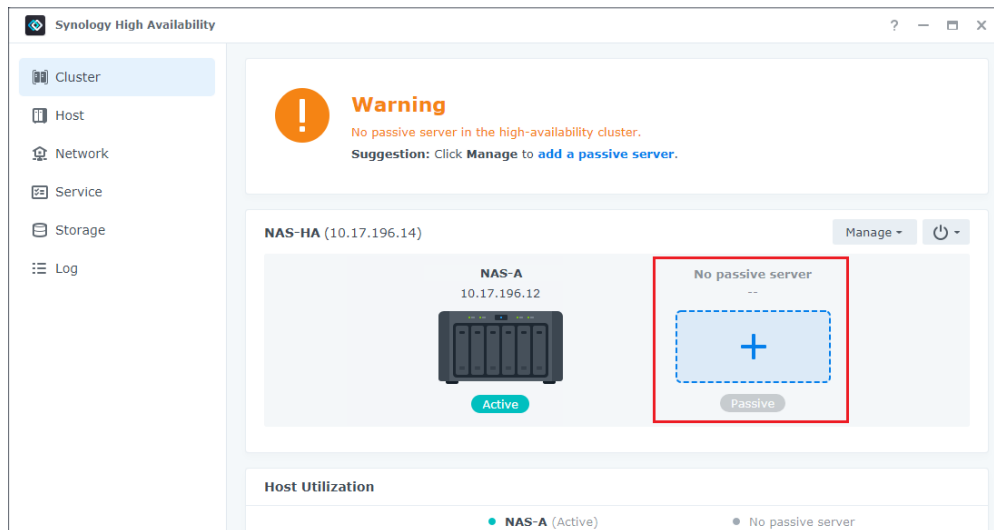 Synology High Availability
Cluster
Host
Network
Service
Storage
Log
Warning
No passive server in the high-availability cluster.
Suggestion: Click Manage to add a passive server.
NAS-HA (10.17.196.14)
Manage
NAS-A
10.17.196.12
Active
No passive server
--
Passive
Host Utilization
NAS-A (Active)
No passive server